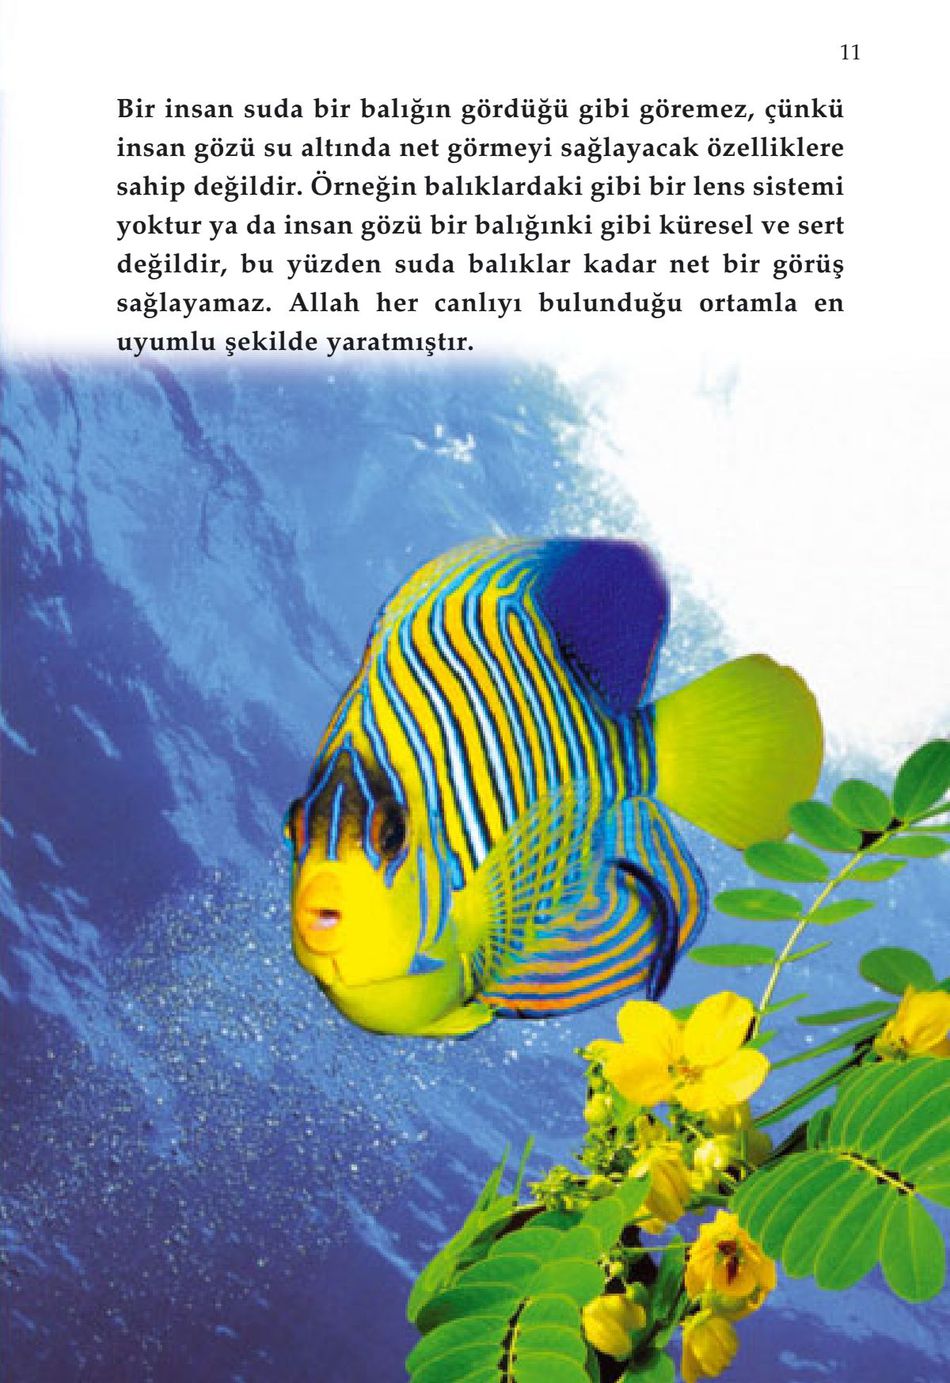 11
Bir insan suda bir balığın gördüğü gibi göremez, çünkü
insan gözü su altında net görmeyi sağlayacak özelliklere
sahip değildir. Örneğin balıklardaki gibi bir lens sistemi
yoktur ya da insan gözü bir balığınki gibi küresel ve sert
değildir, bu yüzden suda balıklar kadar net bir görüş
sağlayamaz. Allah her canlıyı bulunduğu ortamla en
uyumlu şekilde yaratmıştır.